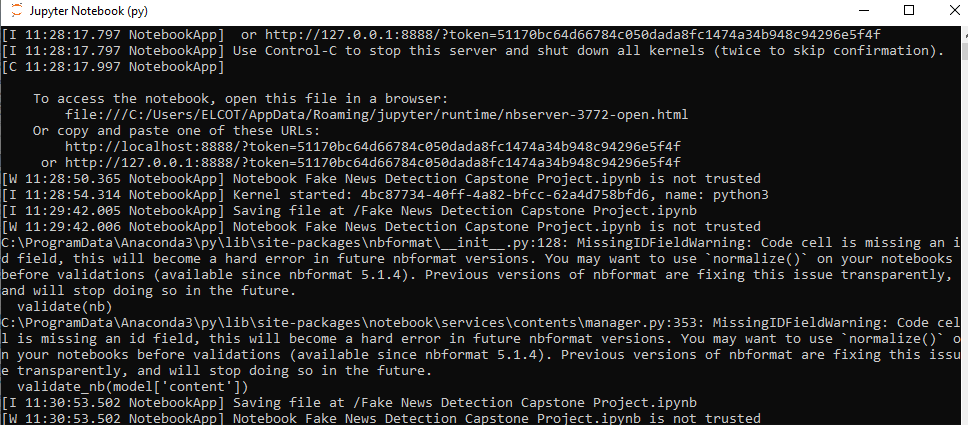 Jupyter Notebook (py)
[I 11:28:17.797 NotebookApp]  or http://127.0.0.1:8888/?token=51170bc64d66784c050dada8fc1474a34b948c94296e5f4f
[I 11:28:17.797 NotebookApp] Use Control-C to stop this server and shut down all kernels (twice to skip confirmation).
[C 11:28:17.997 NotebookApp]
    To access the notebook, open this file in a browser:
        file:///C:/Users/ELCOT/AppData/Roaming/jupyter/runtime/nbserver-3772-open.html
    Or copy and paste one of these URLs:
        http://localhost:8888/?token=51170bc64d66784c050dada8fc1474a34b948c94296e5f4f
     or http://127.0.0.1:8888/?token=51170bc64d66784c050dada8fc1474a34b948c94296e5f4f
[W 11:28:50.365 NotebookApp] Notebook Fake News Detection Capstone Project.ipynb is not trusted
[I 11:28:54.314 NotebookApp] Kernel started: 4bc87734-40ff-4a82-bfcc-62a4d758bfd6, name: python3
[I 11:29:42.005 NotebookApp] Saving file at /Fake News Detection Capstone Project.ipynb
[W 11:29:42.006 NotebookApp] Notebook Fake News Detection Capstone Project.ipynb is not trusted
C:\ProgramData\Anaconda3\py\lib\site-packages\nbformat\__init__.py:128: MissingIDFieldWarning: Code cell is missing an i
d field, this will become a hard error in future nbformat versions. You may want to use `normalize()` on your notebooks
before validations (available since nbformat 5.1.4). Previous versions of nbformat are fixing this issue transparently,
and will stop doing so in the future.
  validate(nb)
C:\ProgramData\Anaconda3\py\lib\site-packages\notebook\services\contents\manager.py:353: MissingIDFieldWarning: Code cel
l is missing an id field, this will become a hard error in future nbformat versions. You may want to use `normalize()` o
n your notebooks before validations (available since nbformat 5.1.4). Previous versions of nbformat are fixing this issu
e transparently, and will stop doing so in the future.
  validate_nb(model['content'])
[I 11:30:53.502 NotebookApp] Saving file at /Fake News Detection Capstone Project.ipynb
[W 11:30:53.502 NotebookApp] Notebook Fake News Detection Capstone Project.ipynb is not trusted